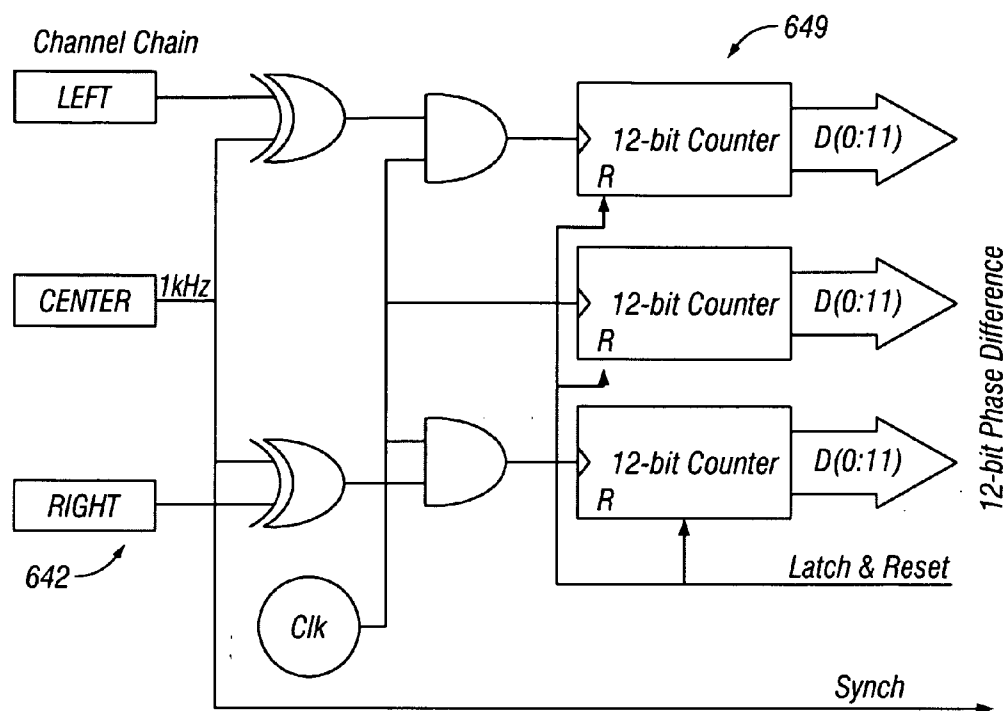 Channel Chain
649
LEFT
12-bit Counter
R
D(0:11)
CENTER
1kHz
12-bit Counter
R
D(0:11)
12-bit Phase Difference
RIGHT
12-bit Counter
R
D(0:11)
642
Latch & Reset
Clk
Synch